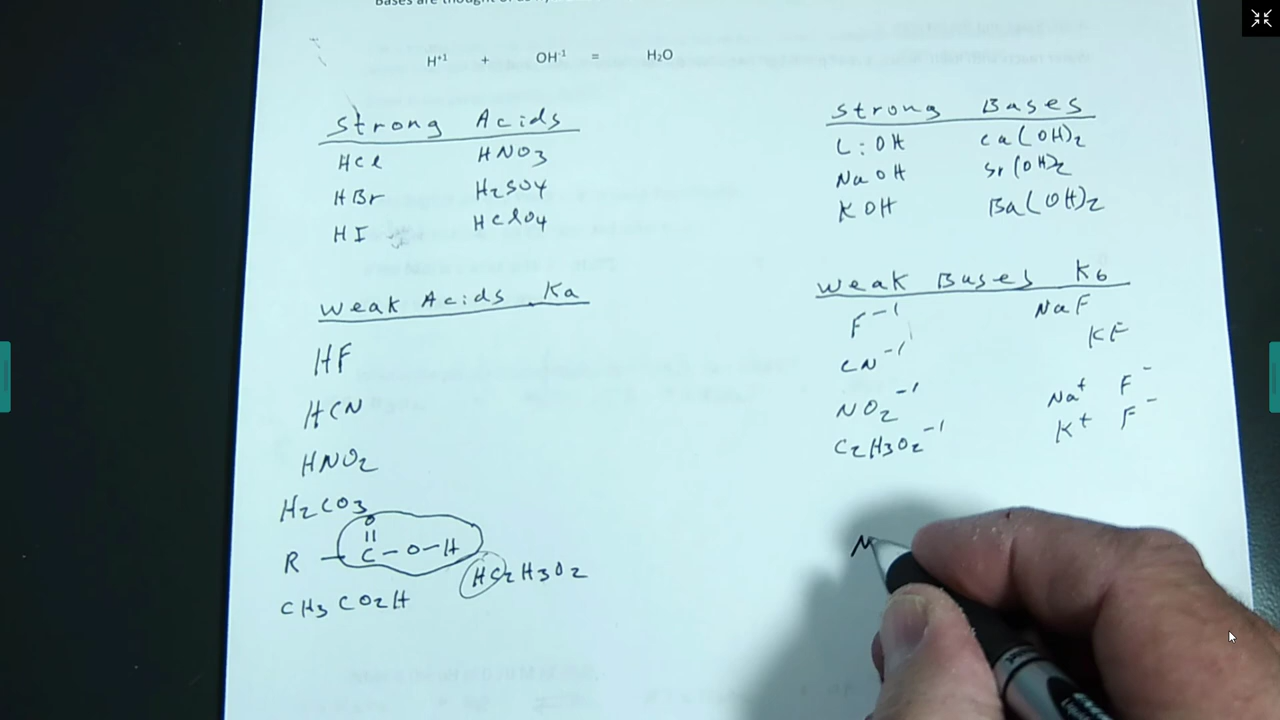 Bases are thought of as
H+1 + OH-1 = H2O
Strong Acids
HCl HNO3
HBr H2SO4
HI HClO4
Strong Bases
LiOH Ca(OH)2
NaOH Sr(OH)2
KOH Ba(OH)2
Weak Acids Ka
HF
HCN
HNO2
H2CO3
O
||
R - C - O - H
HC2H3O2
CH3CO2H
Weak Bases Kb
F-1 NaF
KF
CN-1
NO2-1 Na+ F-
C2H3O2-1 K+ F-
N